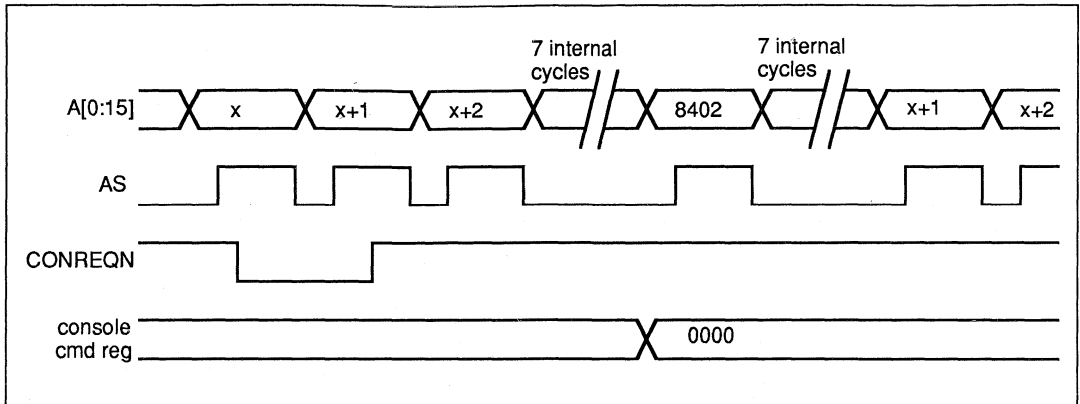 7 internal cycles
7 internal cycles
A[0:15] x x+1 x+2 8402 x+1 x+2
AS
CONREQN
console cmd reg 0000